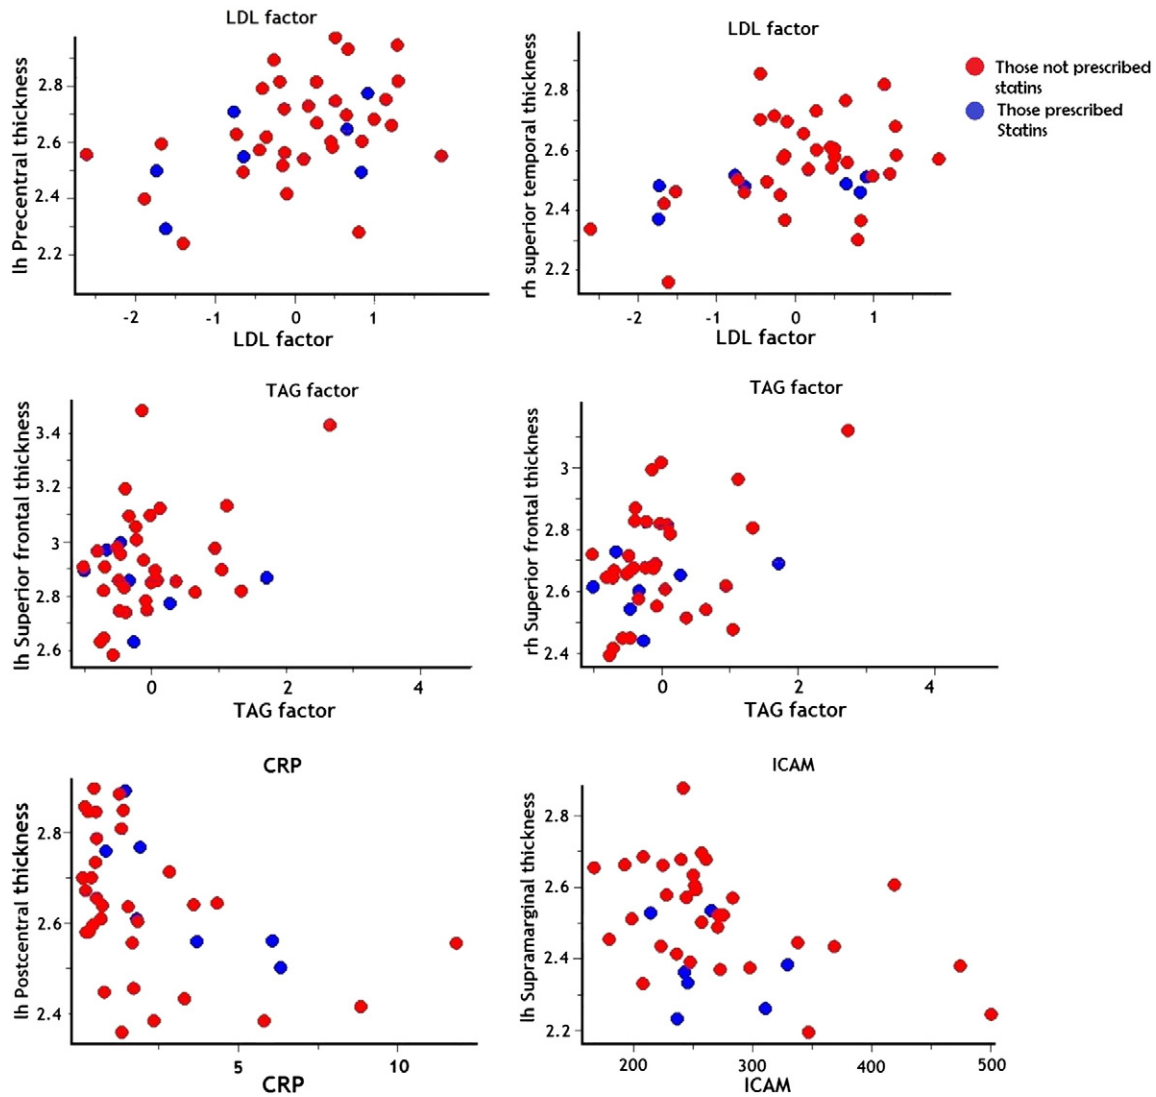 LDL factor
lh Precentral thickness
2.8
2.6
2.4
2.2
-2 -1 0 1
LDL factor
LDL factor
rh superior temporal thickness
2.8
2.6
2.4
2.2
-2 -1 0 1
LDL factor
Those not prescribed
statins
Those prescribed
Statins
TAG factor
lh Superior frontal thickness
3.4
3.2
3
2.8
2.6
0 2 4
TAG factor
TAG factor
rh Superior frontal thickness
3
2.8
2.6
2.4
0 2 4
TAG factor
CRP
lh Postcentral thickness
2.8
2.6
2.4
5 10
CRP
ICAM
lh Supramarginal thickness
2.8
2.6
2.4
2.2
200 300 400 500
ICAM